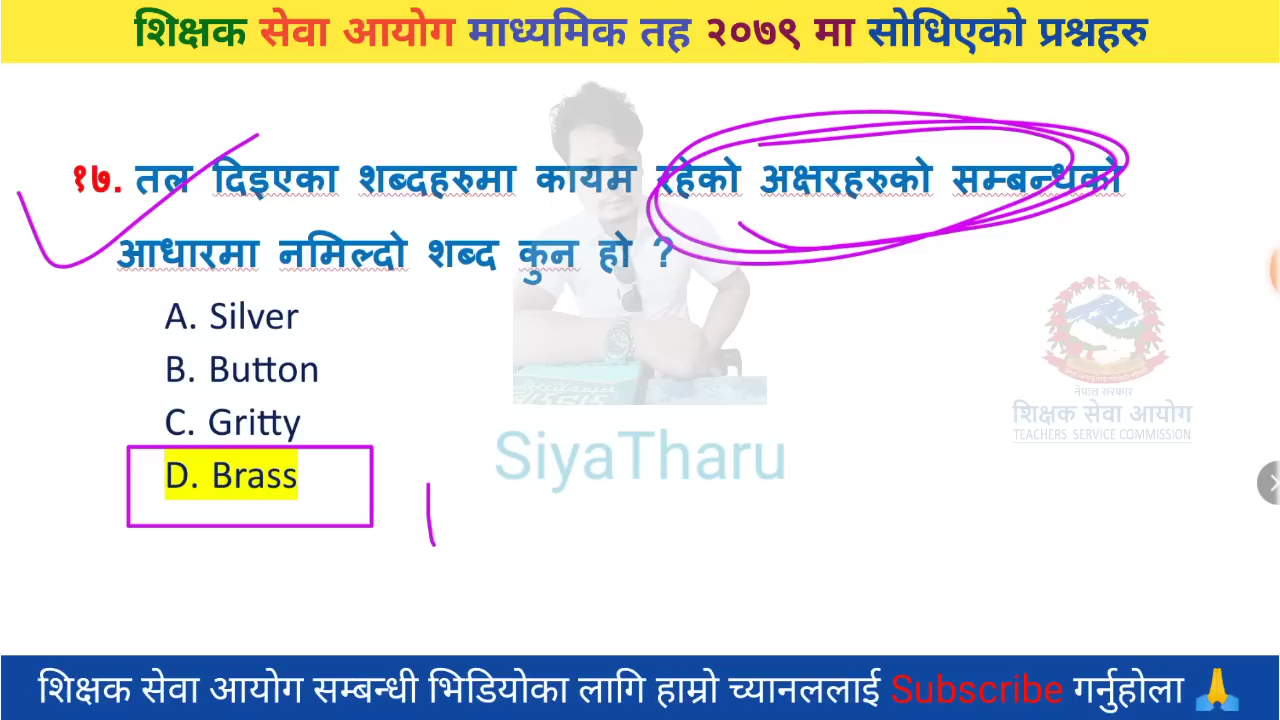 शिक्षक सेवा आयोग माध्यमिक तह २०७९ मा सोधिएको प्रश्नहरु
१७. तल दिइएका शब्दहरुमा कायम रहेको अक्षरहरुको सम्बन्धको
आधारमा नमिल्दो शब्द कुन हो ?
A. Silver
B. Button
C. Gritty
D. Brass
SiyaTharu
नेपाल सरकार
शिक्षक सेवा आयोग
TEACHERS SERVICE COMMISSION
शिक्षक सेवा आयोग सम्बन्धी भिडियोका लागि हाम्रो च्यानललाई Subscribe गर्नुहोला 🙏